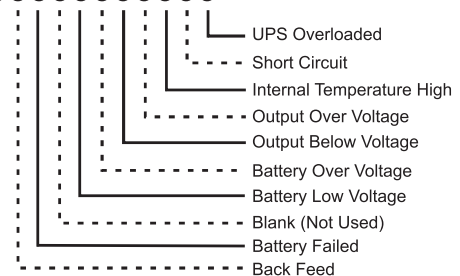 UPS Overloaded
Short Circuit
Internal Temperature High
Output Over Voltage
Output Below Voltage
Battery Over Voltage
Battery Low Voltage
Blank (Not Used)
Battery Failed
Back Feed